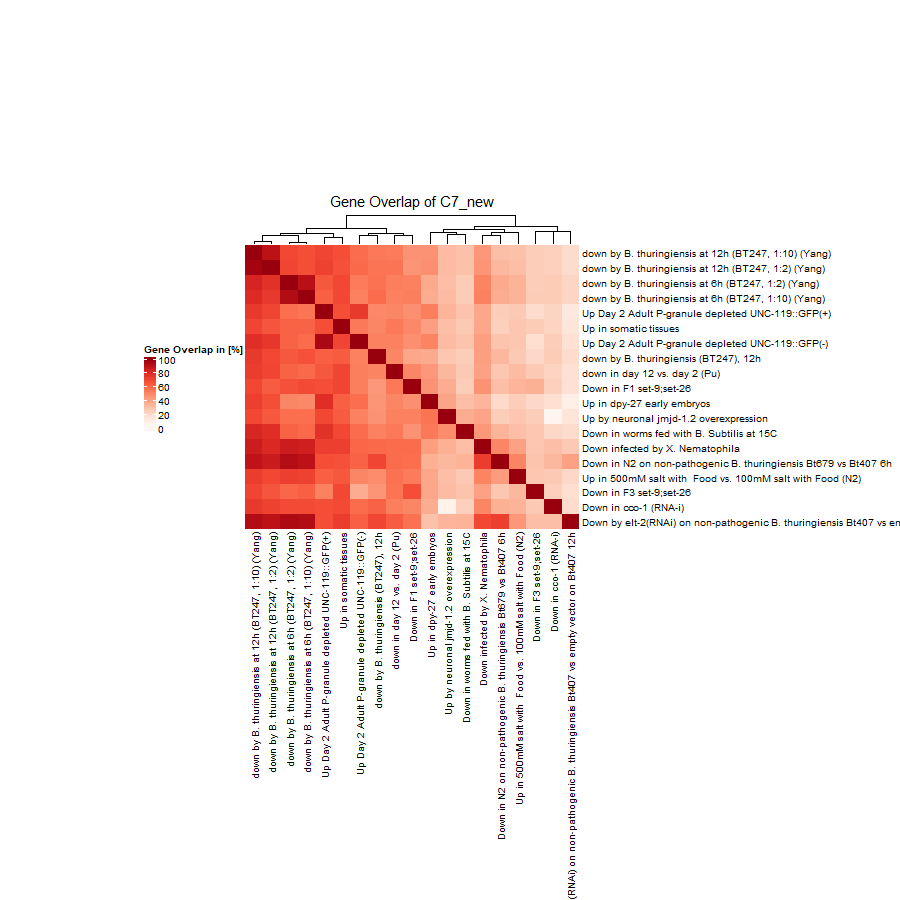 Gene Overlap of C7_new
down by B. thuringiensis at 12h (BT247, 1:10) (Yang)
down by B. thuringiensis at 12h (BT247, 1:2) (Yang)
down by B. thuringiensis at 6h (BT247, 1:2) (Yang)
down by B. thuringiensis at 6h (BT247, 1:10) (Yang)
Up Day 2 Adult P-granule depleted UNC-119::GFP(+)
Up in somatic tissues
Up Day 2 Adult P-granule depleted UNC-119::GFP(-)
down by B. thuringiensis (BT247), 12h
down in day 12 vs. day 2 (Pu)
Down in F1 set-9;set-26
Up in dpy-27 early embryos
Up by neuronal jmjd-1.2 overexpression
Down in worms fed with B. Subtilis at 15C
Down infected by X. Nematophila
Down in N2 on non-pathogenic B. thuringiensis Bt679 vs Bt407 6h
Up in 500mM salt with Food vs. 100mM salt with Food (N2)
Down in F3 set-9;set-26
Down in cco-1 (RNA-i)
Down by elt-2(RNAi) on non-pathogenic B. thuringiensis Bt407 vs en
Gene Overlap in [%]
100
80
60
40
20
0
down by B. thuringiensis at 12h (BT247, 1:10) (Yang)
down by B. thuringiensis at 12h (BT247, 1:2) (Yang)
down by B. thuringiensis at 6h (BT247, 1:2) (Yang)
down by B. thuringiensis at 6h (BT247, 1:10) (Yang)
Up Day 2 Adult P-granule depleted UNC-119::GFP(+)
Up in somatic tissues
Up Day 2 Adult P-granule depleted UNC-119::GFP(-)
down by B. thuringiensis (BT247), 12h
down in day 12 vs. day 2 (Pu)
Down in F1 set-9;set-26
Up in dpy-27 early embryos
Up by neuronal jmjd-1.2 overexpression
Down in worms fed with B. Subtilis at 15C
Down infected by X. Nematophila
Down in N2 on non-pathogenic B. thuringiensis Bt679 vs Bt407 6h
Up in 500mM salt with Food vs. 100mM salt with Food (N2)
Down in F3 set-9;set-26
Down in cco-1 (RNA-i)
(RNAi) on non-pathogenic B. thuringiensis Bt407 vs empty vector on Bt407 12h